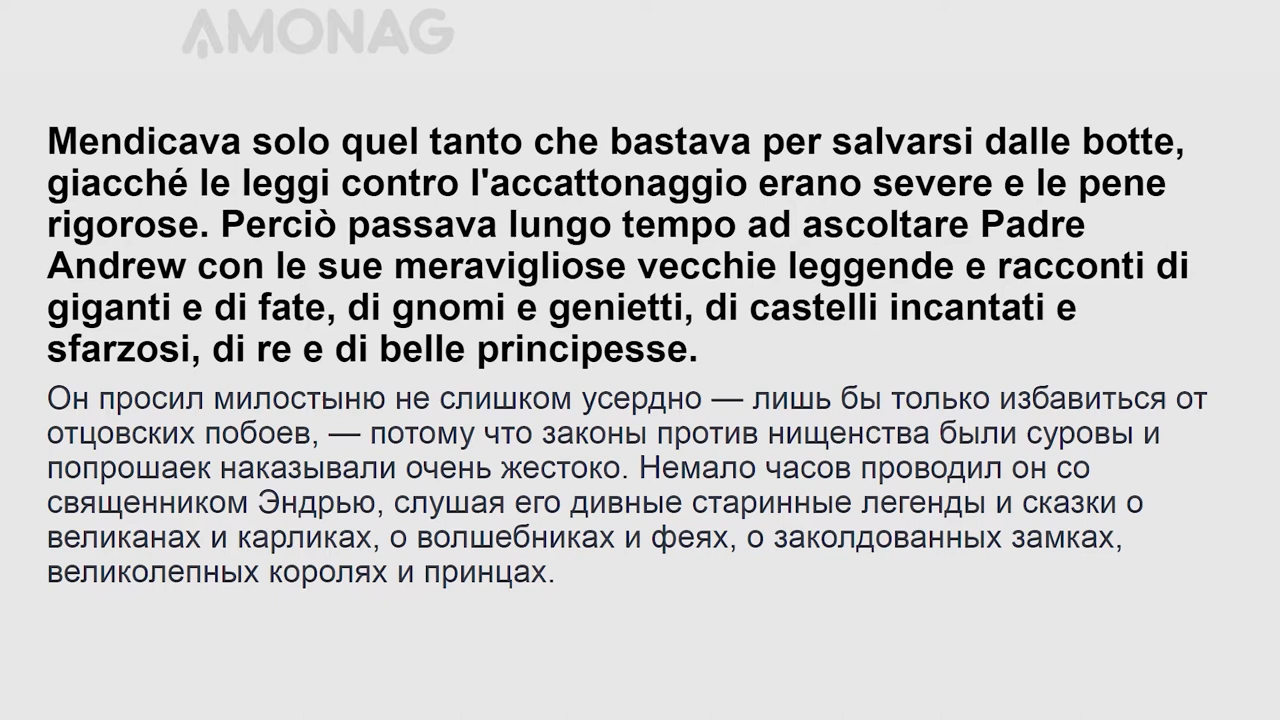 AMONAG
Mendicava solo quel tanto che bastava per salvarsi dalle botte,
giacché le leggi contro l'accattonaggio erano severe e le pene
rigorose. Perciò passava lungo tempo ad ascoltare Padre
Andrew con le sue meravigliose vecchie leggende e racconti di
giganti e di fate, di gnomi e genietti, di castelli incantati e
sfarzosi, di re e di belle principesse.
Он просил милостыню не слишком усердно — лишь бы только избавиться от
отцовских побоев, — потому что законы против нищенства были суровы и
попрошаек наказывали очень жестоко. Немало часов проводил он со
священником Эндрью, слушая его дивные старинные легенды и сказки о
великанах и карликах, о волшебниках и феях, о заколдованных замках,
великолепных королях и принцах.